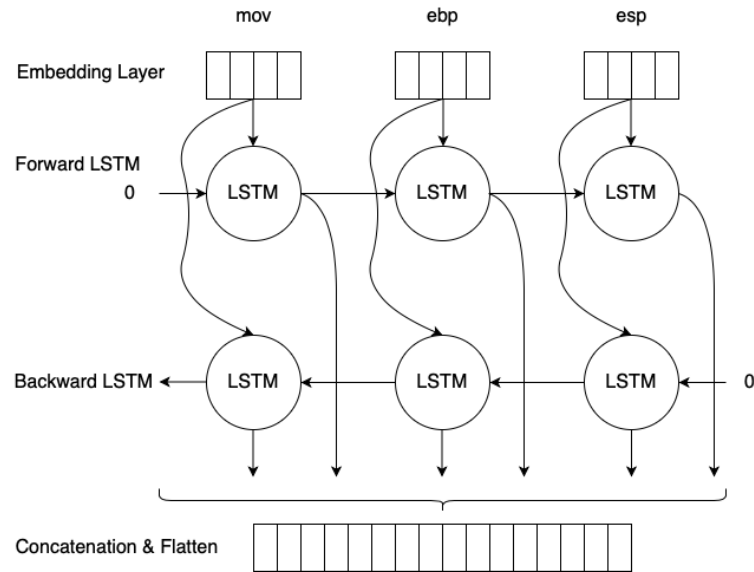 mov ebp esp
Embedding Layer
Forward LSTM
0 LSTM LSTM LSTM
Backward LSTM LSTM LSTM LSTM 0
Concatenation & Flatten